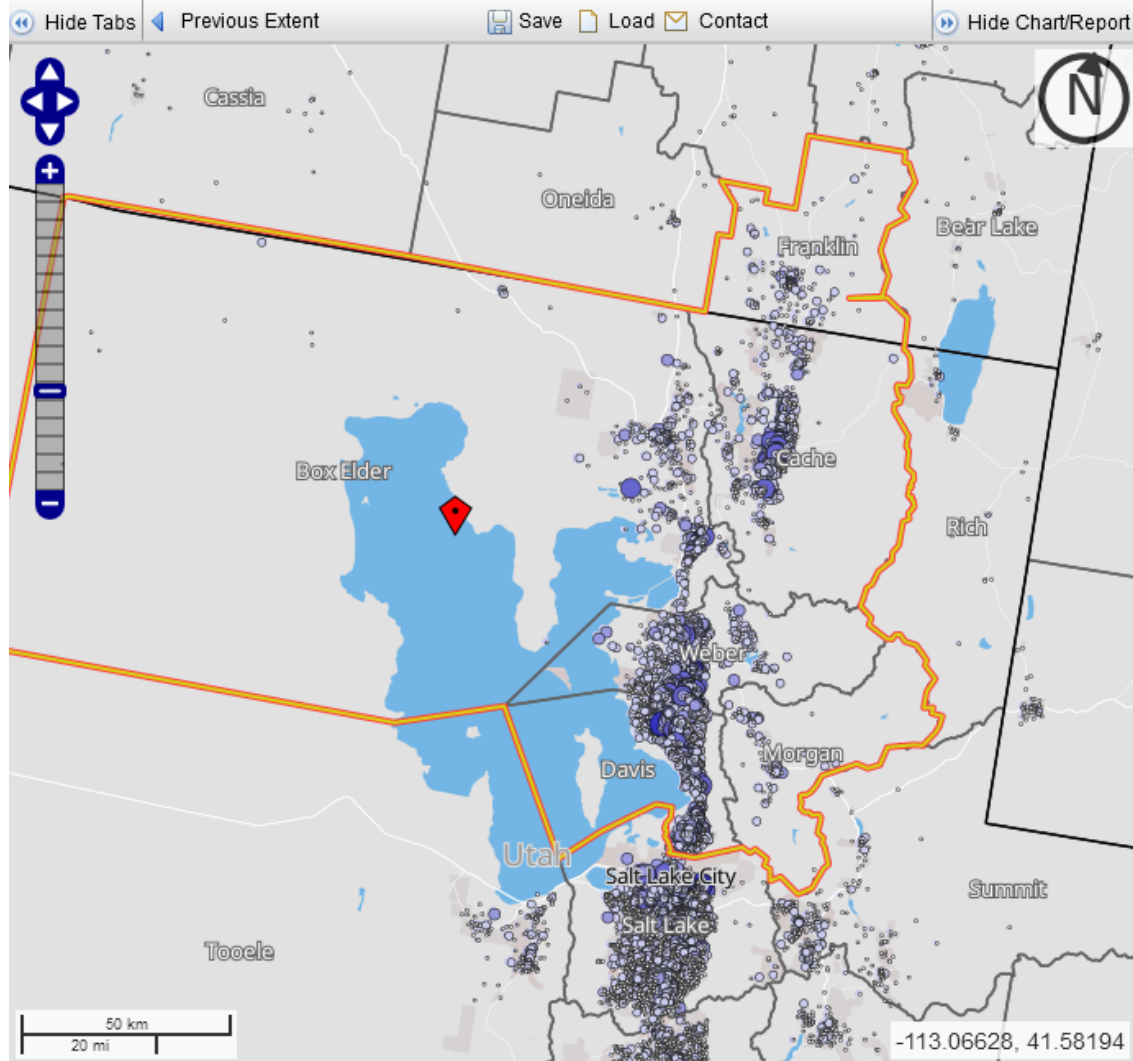 Hide Tabs
Previous Extent
Save
Load
Contact
Hide Chart/Report
N
Cassia
Oneida
Franklin
Bear Lake
Box Elder
Cache
Rich
Weber
Morgan
Davis
Utah
Salt Lake City
Summit
Salt Lake
Tooele
50 km
20 mi
-113.06628, 41.58194